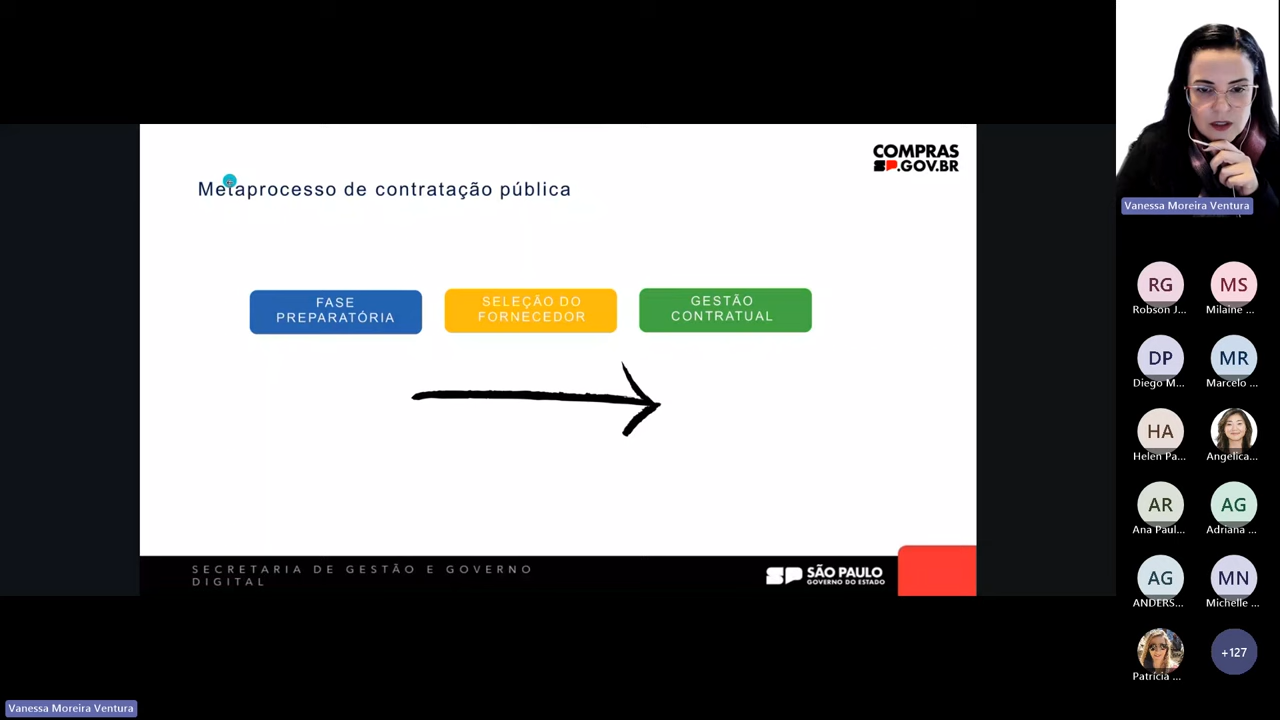 COMPRAS
SP.GOV.BR
Metaprocesso de contratação pública
FASE
PREPARATÓRIA
SELEÇÃO DO
FORNECEDOR
GESTÃO
CONTRATUAL
SECRETARIA DE GESTÃO E GOVERNO
DIGITAL
SP
SÃO PAULO
GOVERNO DO ESTADO
Vanessa Moreira Ventura
RG
MS
Robson J...
Milaine ...
DP
MR
Diego M...
Marcelo ...
HA
Helen Pa...
Angelica...
AR
AG
Ana Paul...
Adriana ...
AG
MN
ANDERS...
Michelle ...
+127
Patrícia ...
Vanessa Moreira Ventura